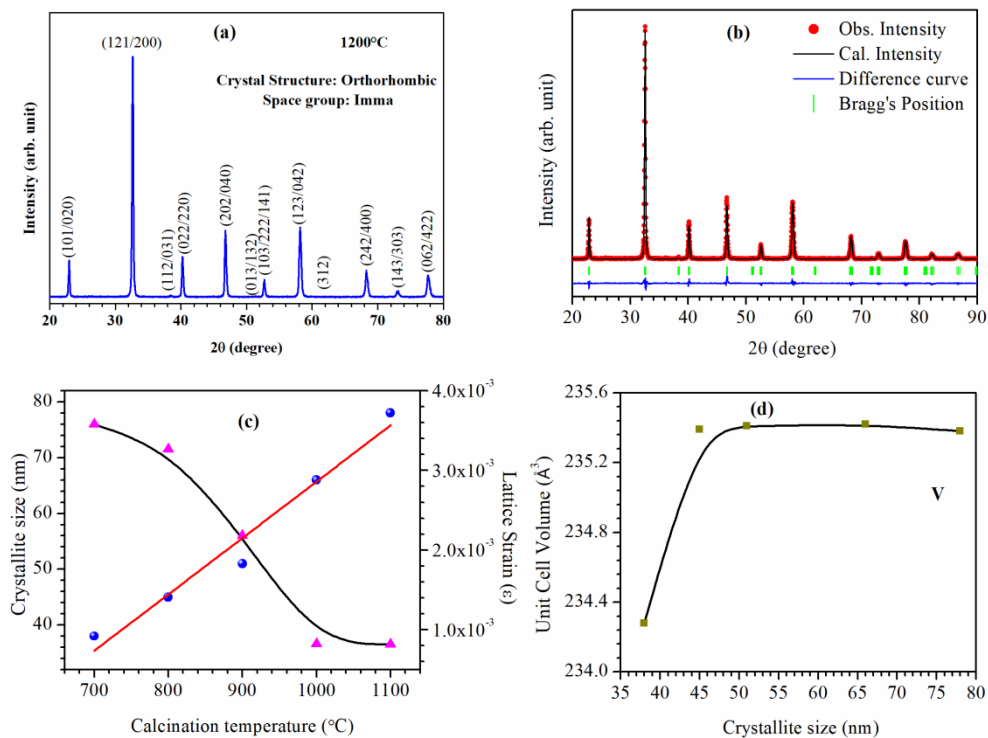 (a)
1200°C
Crystal Structure: Orthorhombic
Space group: Imma
(101/020)
(121/200)
(112/031)
(022/220)
(202/040)
(013/132)
(103/222/141)
(123/042)
(312)
(242/400)
(143/303)
(062/422)
Intensity (arb. unit)
20 30 40 50 60 70 80
2θ (degree)
(b)
Obs. Intensity
Cal. Intensity
Difference curve
Bragg's Position
Intensity (arb. unit)
20 30 40 50 60 70 80 90
2θ (degree)
(c)
Crystallite size (nm)
80
70
60
50
40
4.0x10⁻³
3.0x10⁻³
2.0x10⁻³
1.0x10⁻³
Lattice Strain (ε)
700 800 900 1000 1100
Calcination temperature (°C)
(d)
V
Unit Cell Volume (Å³)
235.6
235.2
234.8
234.4
234.0
35 40 45 50 55 60 65 70 75 80
Crystallite size (nm)